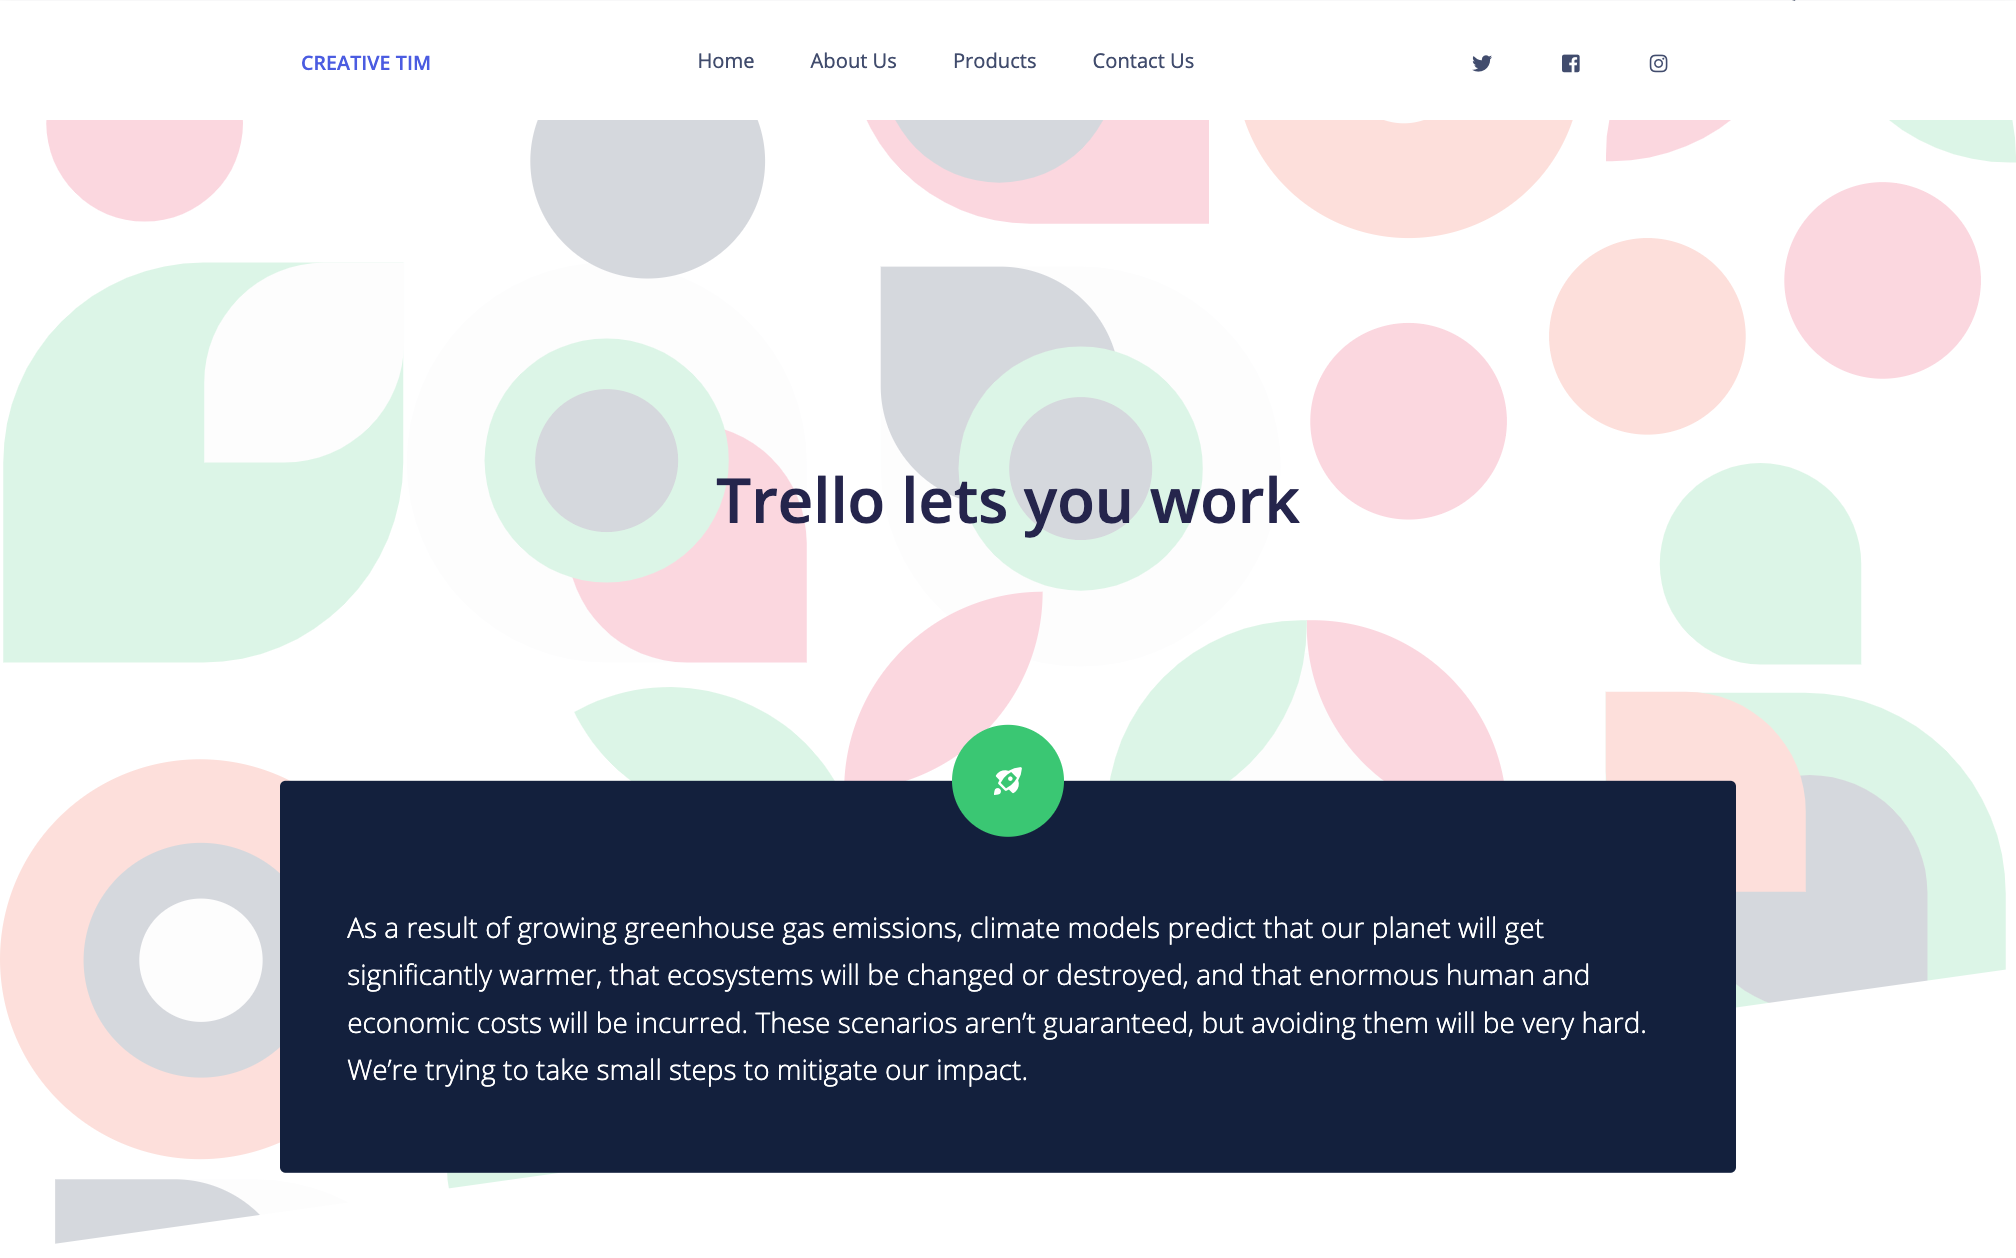 CREATIVE TIM
Home About Us Products Contact Us
Trello lets you work
As a result of growing greenhouse gas emissions, climate models predict that our planet will get
significantly warmer, that ecosystems will be changed or destroyed, and that enormous human and
economic costs will be incurred. These scenarios aren’t guaranteed, but avoiding them will be very hard.
We’re trying to take small steps to mitigate our impact.